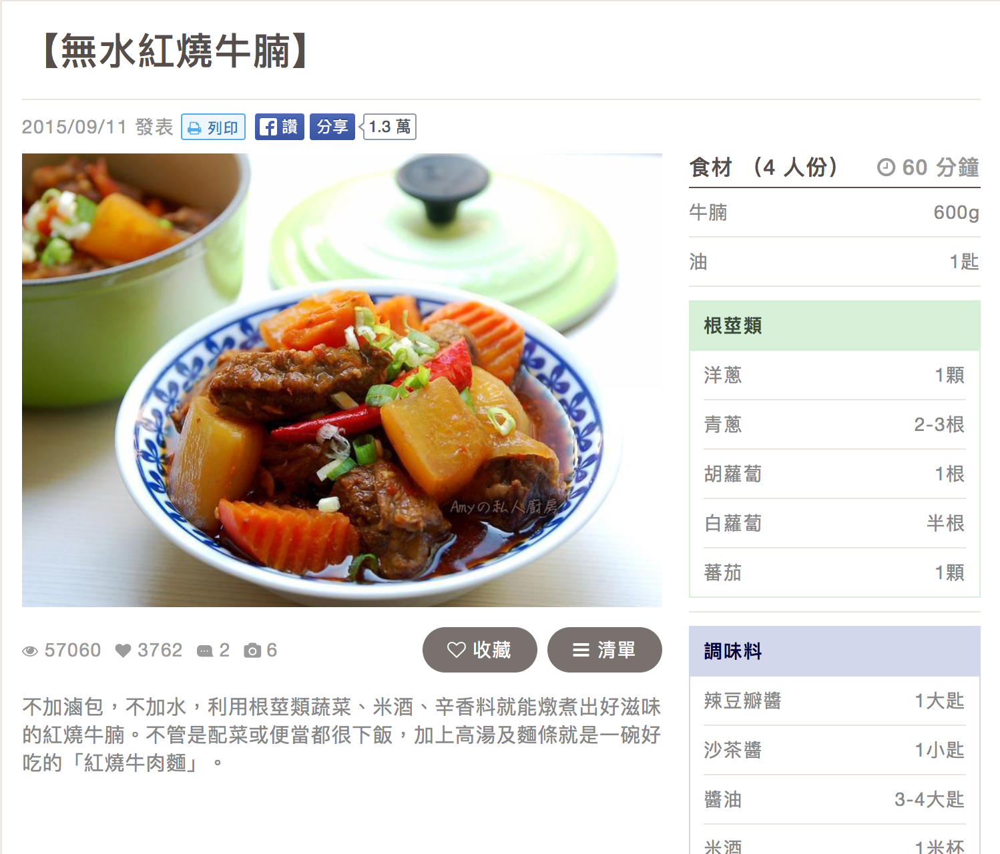 【無水紅燒牛腩】
2015/09/11 發表 列印 讚 分享 1.3 萬
Amyの私人廚房
57060 3762 2 6 收藏 清單
不加滷包，不加水，利用根莖類蔬菜、米酒、辛香料就能燉煮出好滋味
的紅燒牛腩。不管是配菜或便當都很下飯，加上高湯及麵條就是一碗好
吃的「紅燒牛肉麵」。
食材 （4 人份） 60 分鐘
牛腩 600g
油 1匙
根莖類
洋蔥 1顆
青蔥 2-3根
胡蘿蔔 1根
白蘿蔔 半根
蕃茄 1顆
調味料
辣豆瓣醬 1大匙
沙茶醬 1小匙
醬油 3-4大匙
米酒 1米杯